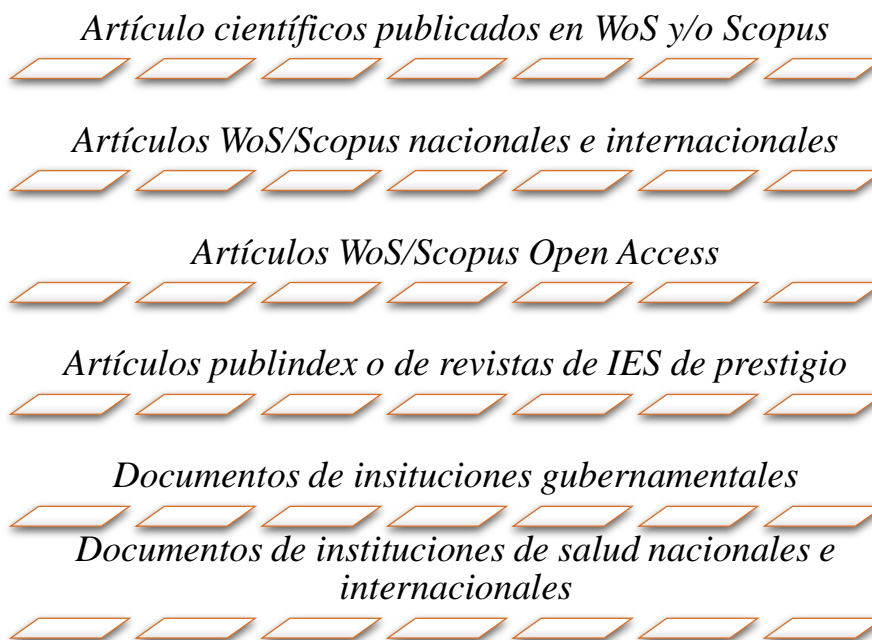 Artículo científicos publicados en WoS y/o Scopus
Artículos WoS/Scopus nacionales e internacionales
Artículos WoS/Scopus Open Access
Artículos publindex o de revistas de IES de prestigio
Documentos de insituciones gubernamentales
Documentos de instituciones de salud nacionales e
internacionales